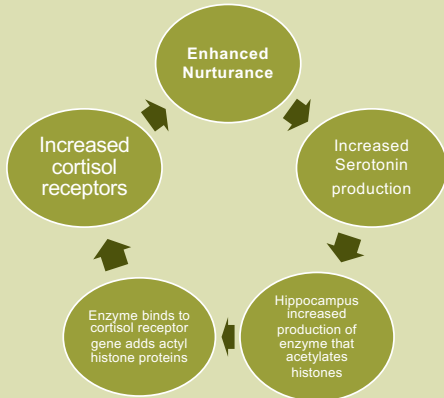 Enhanced
Nurturance
Increased
Serotonin
production
Hippocampus
increased
production of
enzyme that
acetylates
histones
Enzyme binds to
cortisol receptor
gene adds actyl
histone proteins
Increased
cortisol
receptors